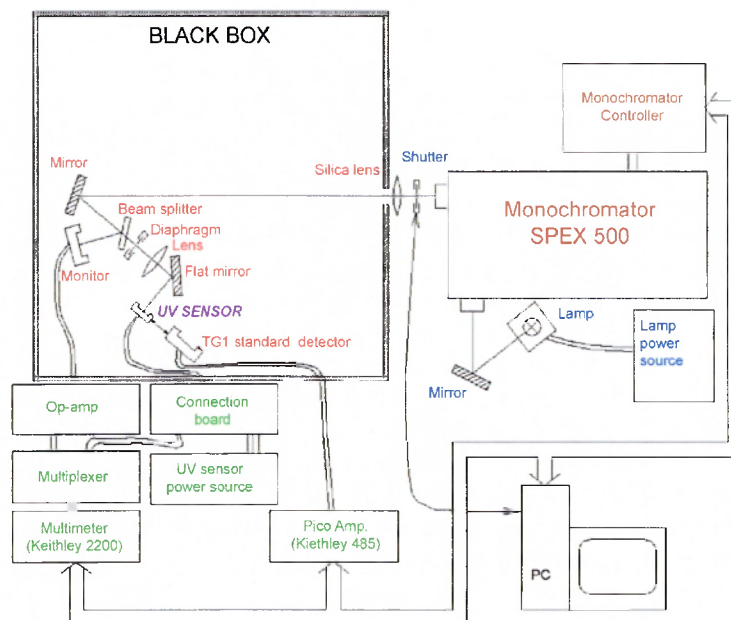 BLACK BOX
Monochromator
Controller
Silica lens
Shutter
Mirror
Beam splitter
Diaphragm
Lens
Monitor
Flat mirror
Monochromator
SPEX 500
UV SENSOR
TG1 standard detector
Lamp
Mirror
Lamp
power
source
Op-amp
Connection
board
Multiplexer
UV sensor
power source
Multimeter
(Keithley 2200)
Pico Amp.
(Kiethley 485)
PC